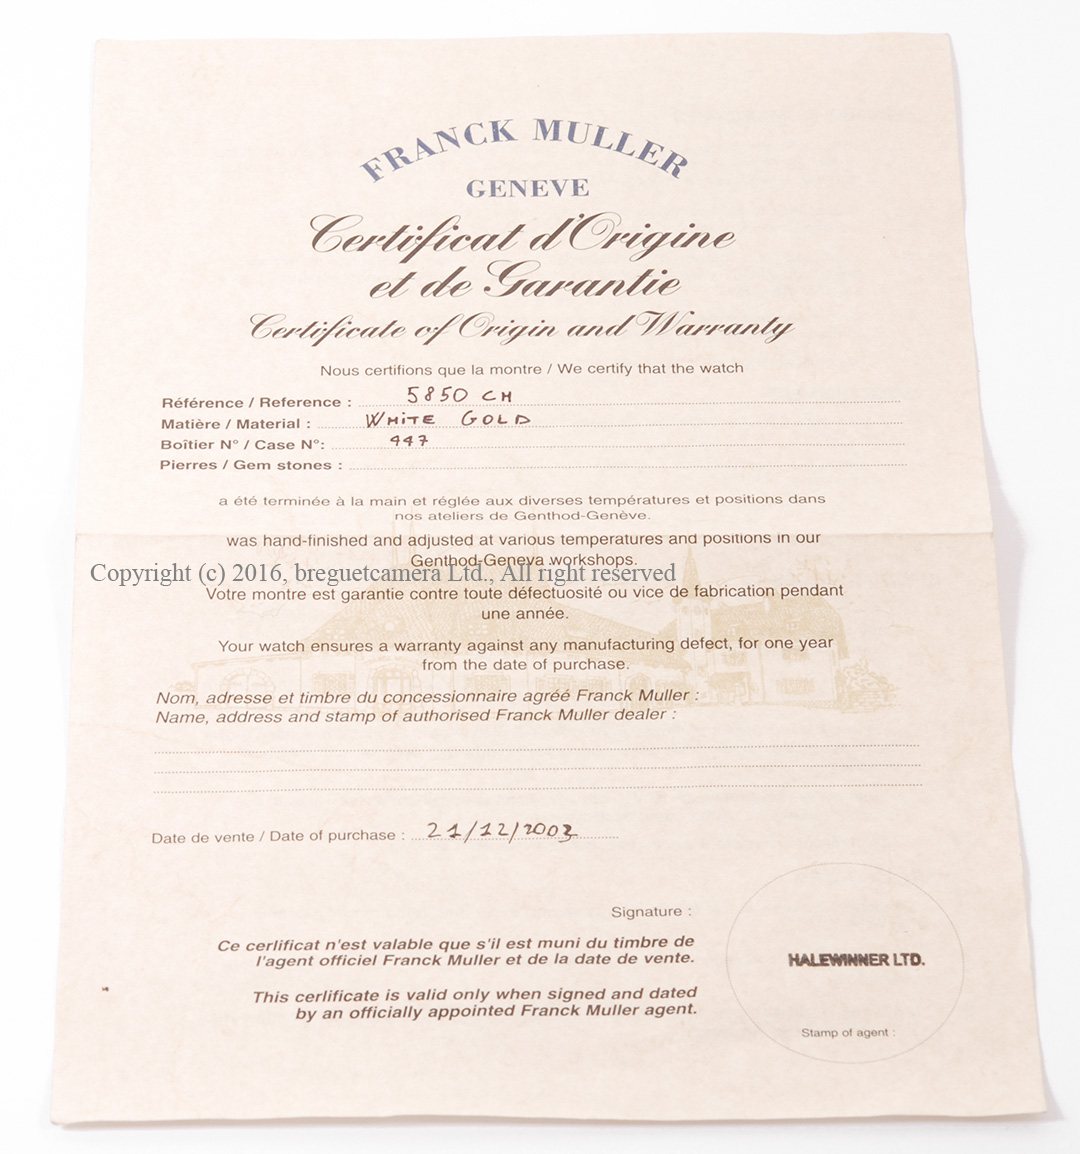 FRANCK MULLER
GENEVE
Certificat d'Origine
et de Garantie
Certificate of Origin and Warranty
Nous certifions que la montre / We certify that the watch
Référence / Reference : 5850 CH
Matière / Material : WHITE GOLD
Boîtier N° / Case N°: 447
Pierres / Gem stones :
a été terminée à la main et réglée aux diverses températures et positions dans
nos ateliers de Genthod-Genève.
was hand-finished and adjusted at various temperatures and positions in our
Genthod-Geneva workshops.
Copyright (c) 2016, breguetcamera Ltd., All right reserved
Votre montre est garantie contre toute défectuosité ou vice de fabrication pendant
une année.
Your watch ensures a warranty against any manufacturing defect, for one year
from the date of purchase.
Nom, adresse et timbre du concessionnaire agréé Franck Muller :
Name, address and stamp of authorised Franck Muller dealer :
Date de vente / Date of purchase : 21/12/2003
Signature :
Ce cerlificat n'est valable que s'il est muni du timbre de
l'agent officiel Franck Muller et de la date de vente.
This certificate is valid only when signed and dated
by an officially appointed Franck Muller agent.
HALEWINNER LTD.
Stamp of agent :